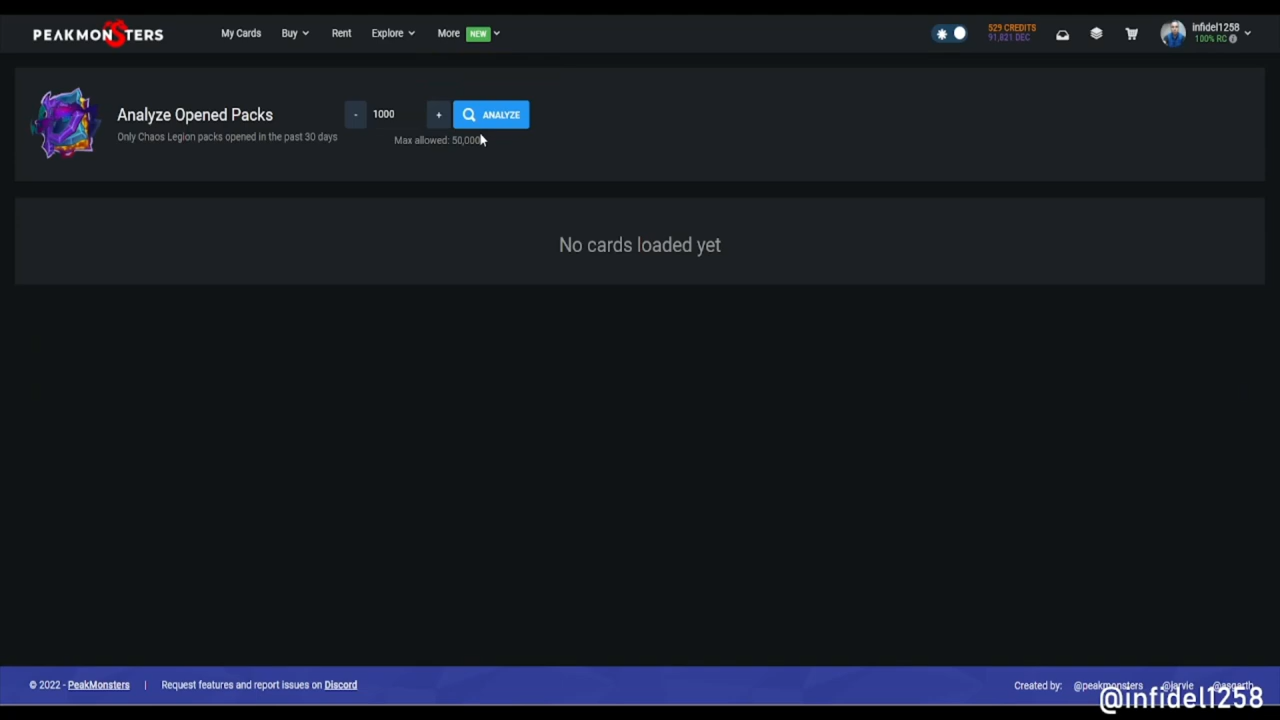 PEAKMONSTERS My Cards Buy Rent Explore More NEW 529 CREDITS infidel1258
91,821 DEC 100% RC
Analyze Opened Packs - 1000 + ANALYZE
Only Chaos Legion packs opened in the past 30 days Max allowed: 50,000
No cards loaded yet
© 2022 - PeakMonsters | Request features and report issues on Discord Created by: @peakmonsters @jarvie @asgarth
@infidel1258